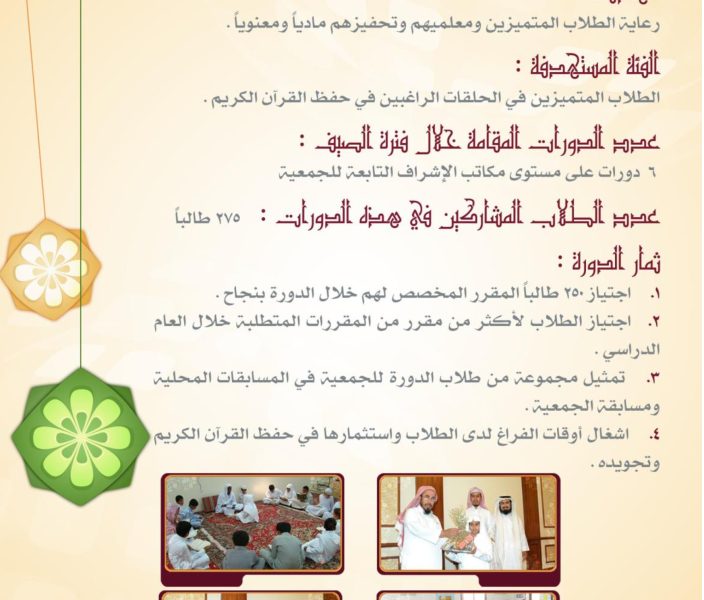 رعاية الطلاب المتميزين ومعلميهم وتحفيزهم مادياً ومعنوياً .
الفئة المستهدفة :
الطلاب المتميزين في الحلقات الراغبين في حفظ القرآن الكريم .
عدد الدورات المقامة خلال فترة الصيف :
٦ دورات على مستوى مكاتب الإشراف التابعة للجمعية
عدد الطلاب المشاركين في هذه الدورات : ٢٧٥ طالباً
ثمار الدورة :
١. اجتياز ٢٥٠ طالباً المقرر المخصص لهم خلال الدورة بنجاح .
٢. اجتياز الطلاب لأكثر من مقرر من المقررات المتطلبة خلال العام
الدراسي .
٣. تمثيل مجموعة من طلاب الدورة للجمعية في المسابقات المحلية
ومسابقة الجمعية .
٤. اشغال أوقات الفراغ لدى الطلاب واستثمارها في حفظ القرآن الكريم
وتجويده .